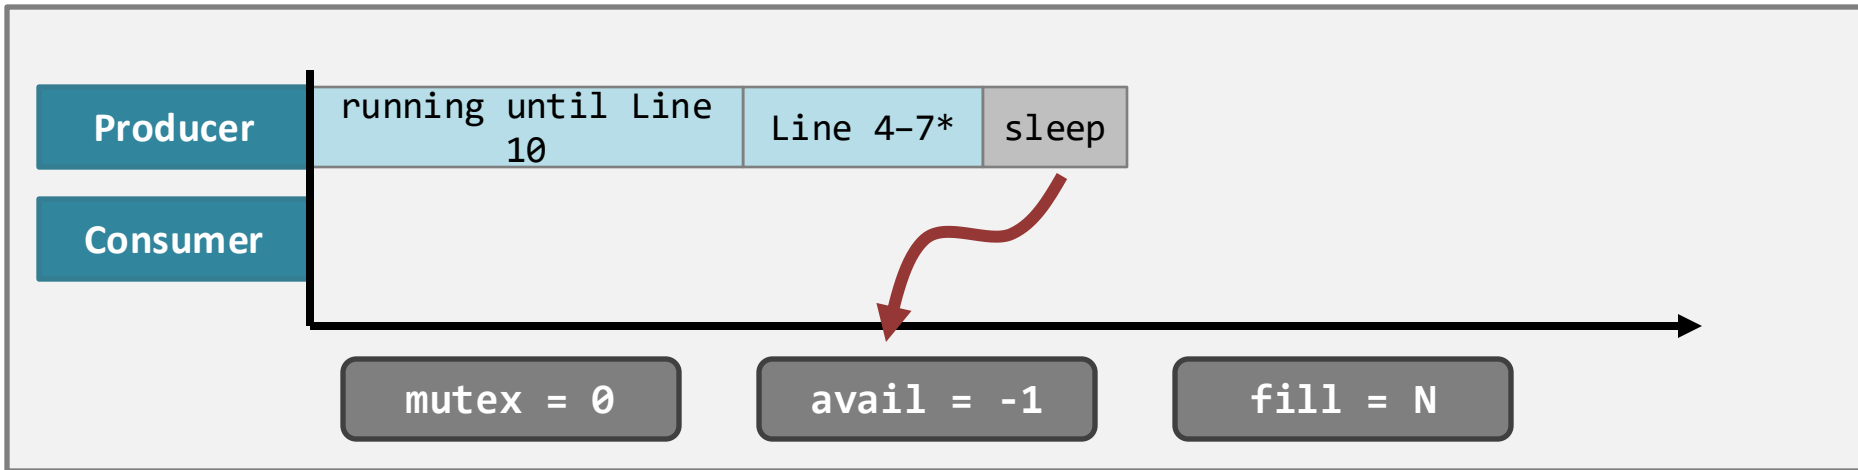 Producer
running until Line
10
Line 4–7*
sleep
Consumer
mutex = 0
avail = -1
fill = N